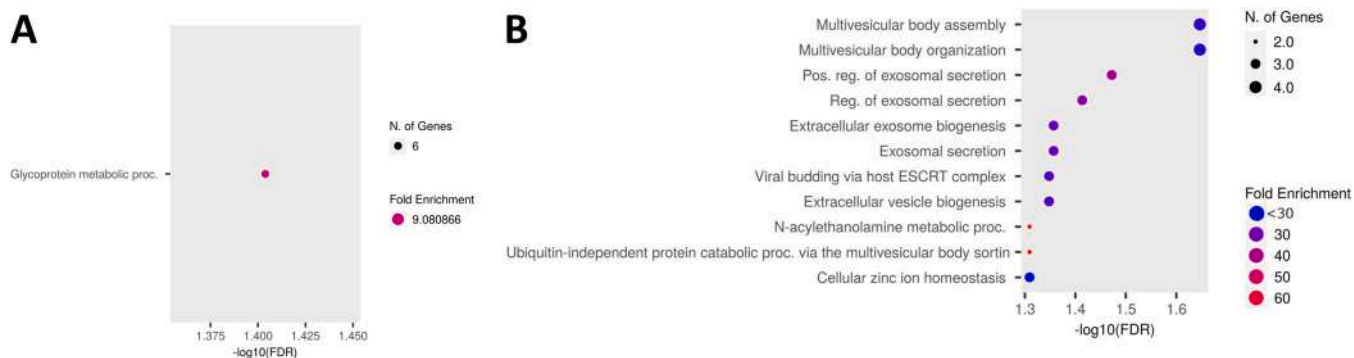 A
Glycoprotein metabolic proc.
1.375 1.400 1.425 1.450
-log10(FDR)
N. of Genes
6
Fold Enrichment
9.080866
B
Multivesicular body assembly
Multivesicular body organization
Pos. reg. of exosomal secretion
Reg. of exosomal secretion
Extracellular exosome biogenesis
Exosomal secretion
Viral budding via host ESCRT complex
Extracellular vesicle biogenesis
N-acylethanolamine metabolic proc.
Ubiquitin-independent protein catabolic proc. via the multivesicular body sortin
Cellular zinc ion homeostasis
1.3 1.4 1.5 1.6
-log10(FDR)
N. of Genes
2.0
3.0
4.0
Fold Enrichment
<30
30
40
50
60